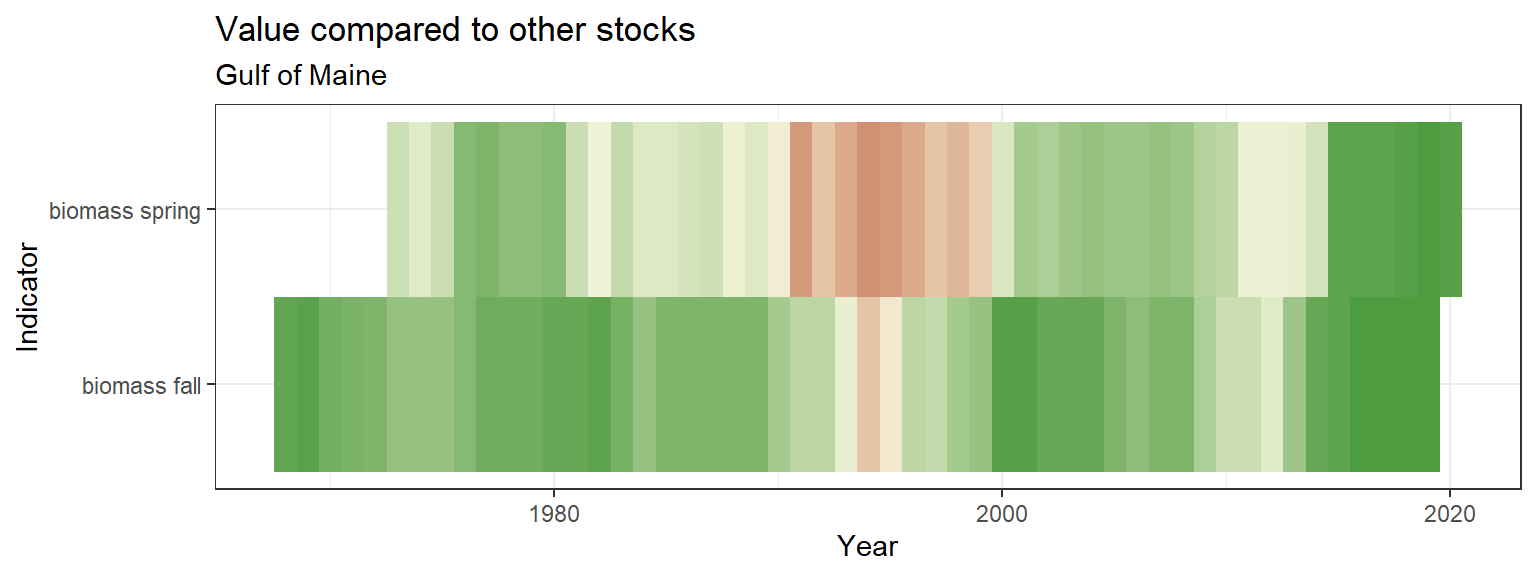 Value compared to other stocks
Gulf of Maine
Indicator
biomass spring
biomass fall
1980 2000 2020
Year